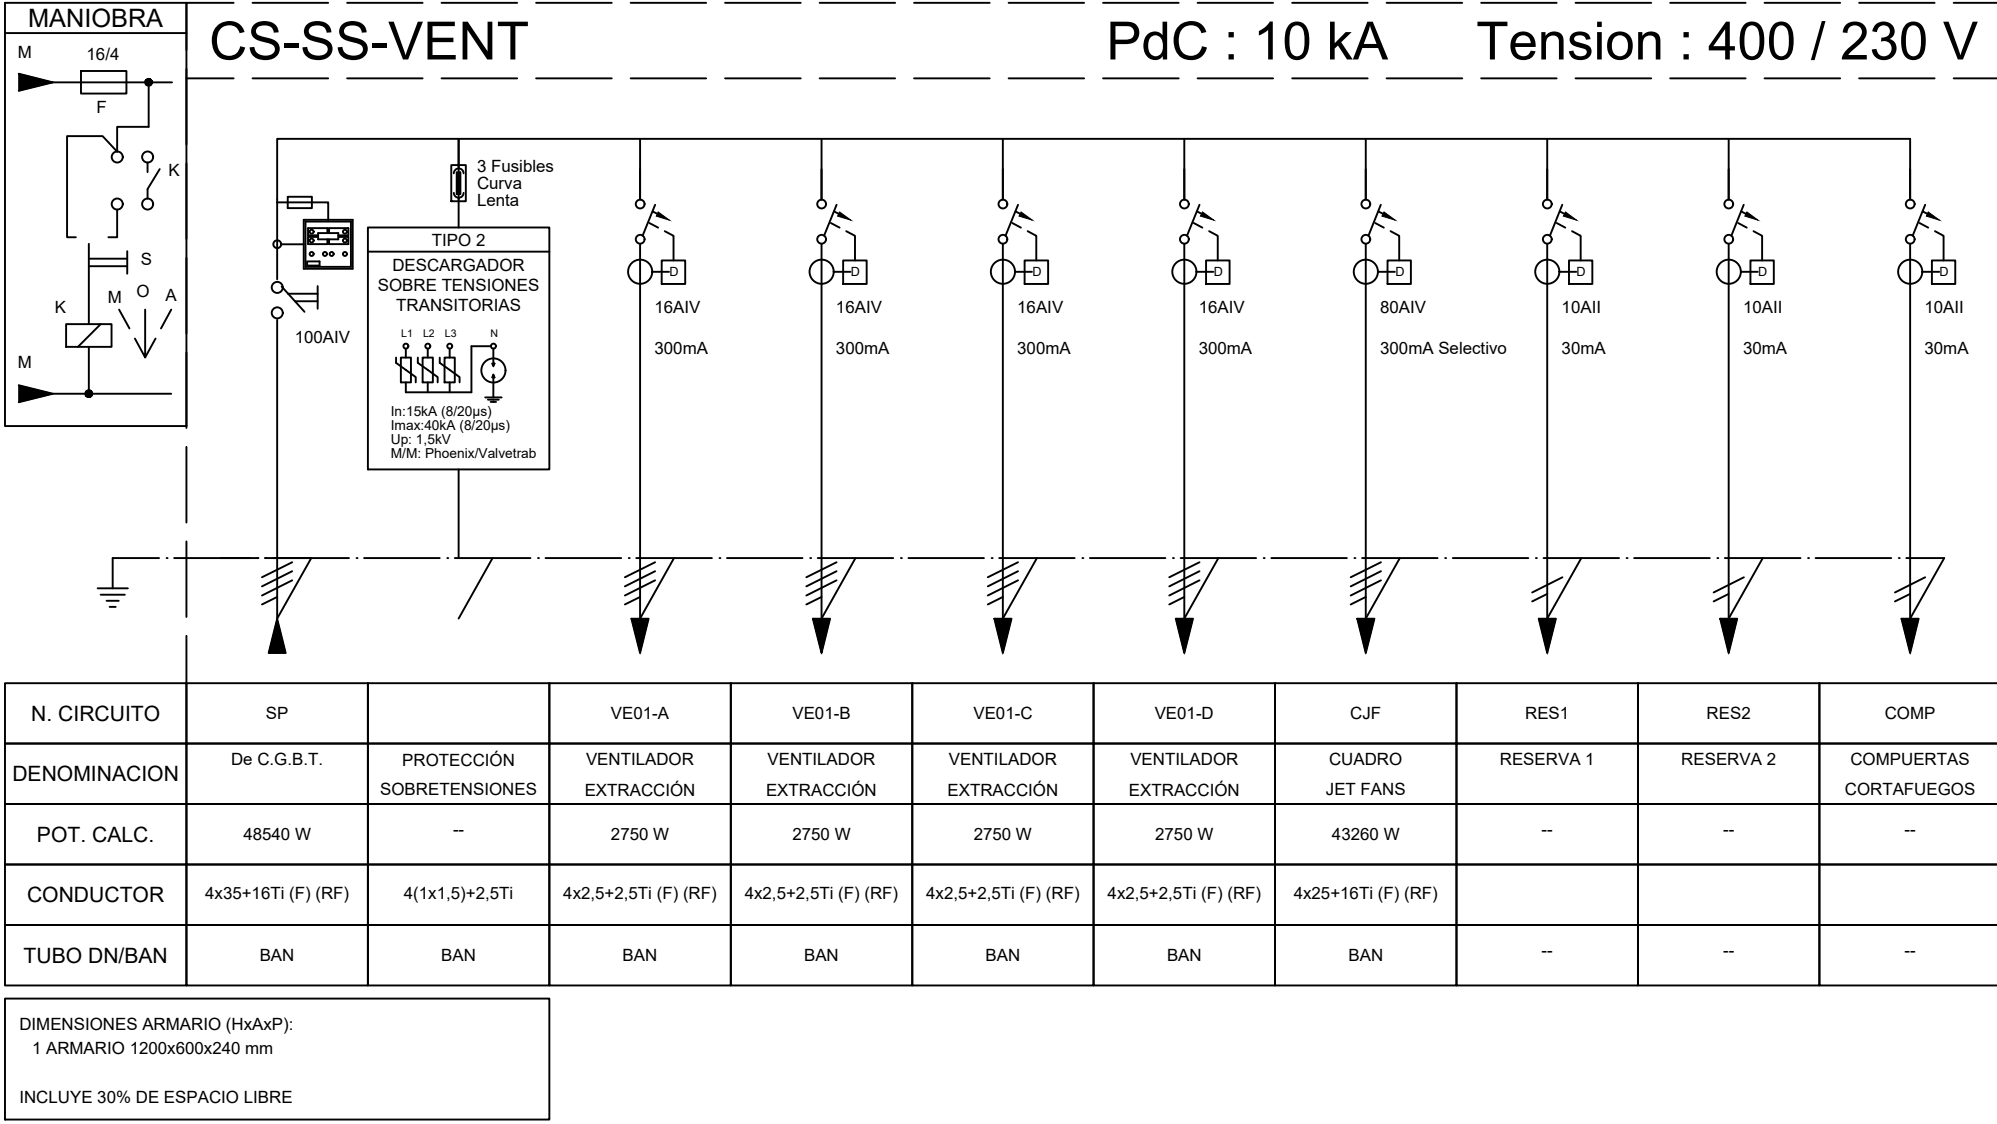 MANIOBRA
M
16/4
F
K
S
K
M O A
M
CS-SS-VENT
PdC : 10 kA
Tension : 400 / 230 V
100AIV
3 Fusibles
Curva
Lenta
TIPO 2
DESCARGADOR
SOBRE TENSIONES
TRANSITORIAS
L1 L2 L3 N
In:15kA (8/20µs)
Imax:40kA (8/20µs)
Up: 1,5kV
M/M: Phoenix/Valvetrab
D
16AIV
300mA
D
16AIV
300mA
D
16AIV
300mA
D
16AIV
300mA
D
80AIV
300mA Selectivo
D
10AII
30mA
D
10AII
30mA
D
10AII
30mA
N. CIRCUITO SP VE01-A VE01-B VE01-C VE01-D CJF RES1 RES2 COMP
DENOMINACION
De C.G.B.T.
PROTECCIÓN
SOBRETENSIONES
VENTILADOR
EXTRACCIÓN
VENTILADOR
EXTRACCIÓN
VENTILADOR
EXTRACCIÓN
VENTILADOR
EXTRACCIÓN
CUADRO
JET FANS
RESERVA 1
RESERVA 2
COMPUERTAS
CORTAFUEGOS
POT. CALC. 48540 W -- 2750 W 2750 W 2750 W 2750 W 43260 W -- -- --
CONDUCTOR 4x35+16Ti (F) (RF) 4(1x1,5)+2,5Ti 4x2,5+2,5Ti (F) (RF) 4x2,5+2,5Ti (F) (RF) 4x2,5+2,5Ti (F) (RF) 4x2,5+2,5Ti (F) (RF) 4x25+16Ti (F) (RF)
TUBO DN/BAN BAN BAN BAN BAN BAN BAN BAN -- -- --
DIMENSIONES ARMARIO (HxAxP):
1 ARMARIO 1200x600x240 mm
INCLUYE 30% DE ESPACIO LIBRE